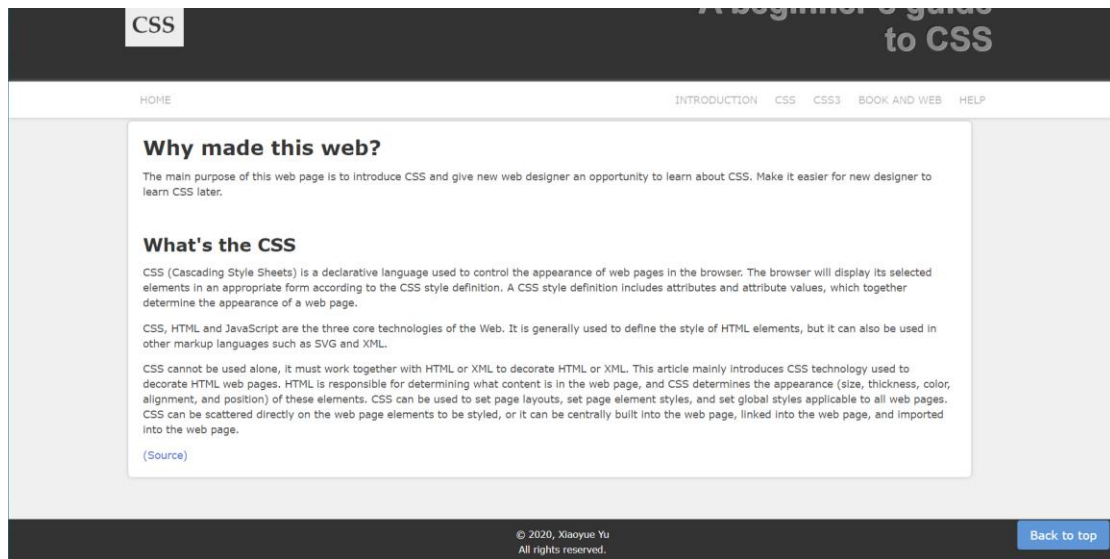 CSS
A beginner's guide
to CSS
HOME INTRODUCTION CSS CSS3 BOOK AND WEB HELP
Why made this web?
The main purpose of this web page is to introduce CSS and give new web designer an opportunity to learn about CSS. Make it easier for new designer to
learn CSS later.
What's the CSS
CSS (Cascading Style Sheets) is a declarative language used to control the appearance of web pages in the browser. The browser will display its selected
elements in an appropriate form according to the CSS style definition. A CSS style definition includes attributes and attribute values, which together
determine the appearance of a web page.
CSS, HTML and JavaScript are the three core technologies of the Web. It is generally used to define the style of HTML elements, but it can also be used in
other markup languages such as SVG and XML.
CSS cannot be used alone, it must work together with HTML or XML to decorate HTML or XML. This article mainly introduces CSS technology used to
decorate HTML web pages. HTML is responsible for determining what content is in the web page, and CSS determines the appearance (size, thickness, color,
alignment, and position) of these elements. CSS can be used to set page layouts, set page element styles, and set global styles applicable to all web pages.
CSS can be scattered directly on the web page elements to be styled, or it can be centrally built into the web page, linked into the web page, and imported
into the web page.
(Source)
© 2020, Xiaoyue Yu
All rights reserved.
Back to top